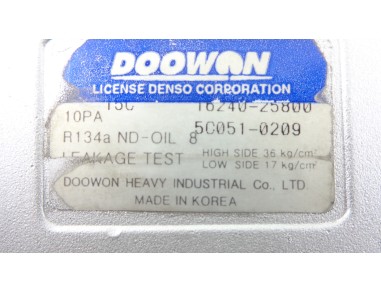 DOOWON
LICENSE DENSO CORPORATION
10PA 15C 16240-25800
R134a ND-OIL 8 5C051-0209
LEAKAGE TEST HIGH SIDE 36 kg/cm²
LOW SIDE 17 kg/cm²
DOOWON HEAVY INDUSTRIAL Co., LTD.
MADE IN KOREA